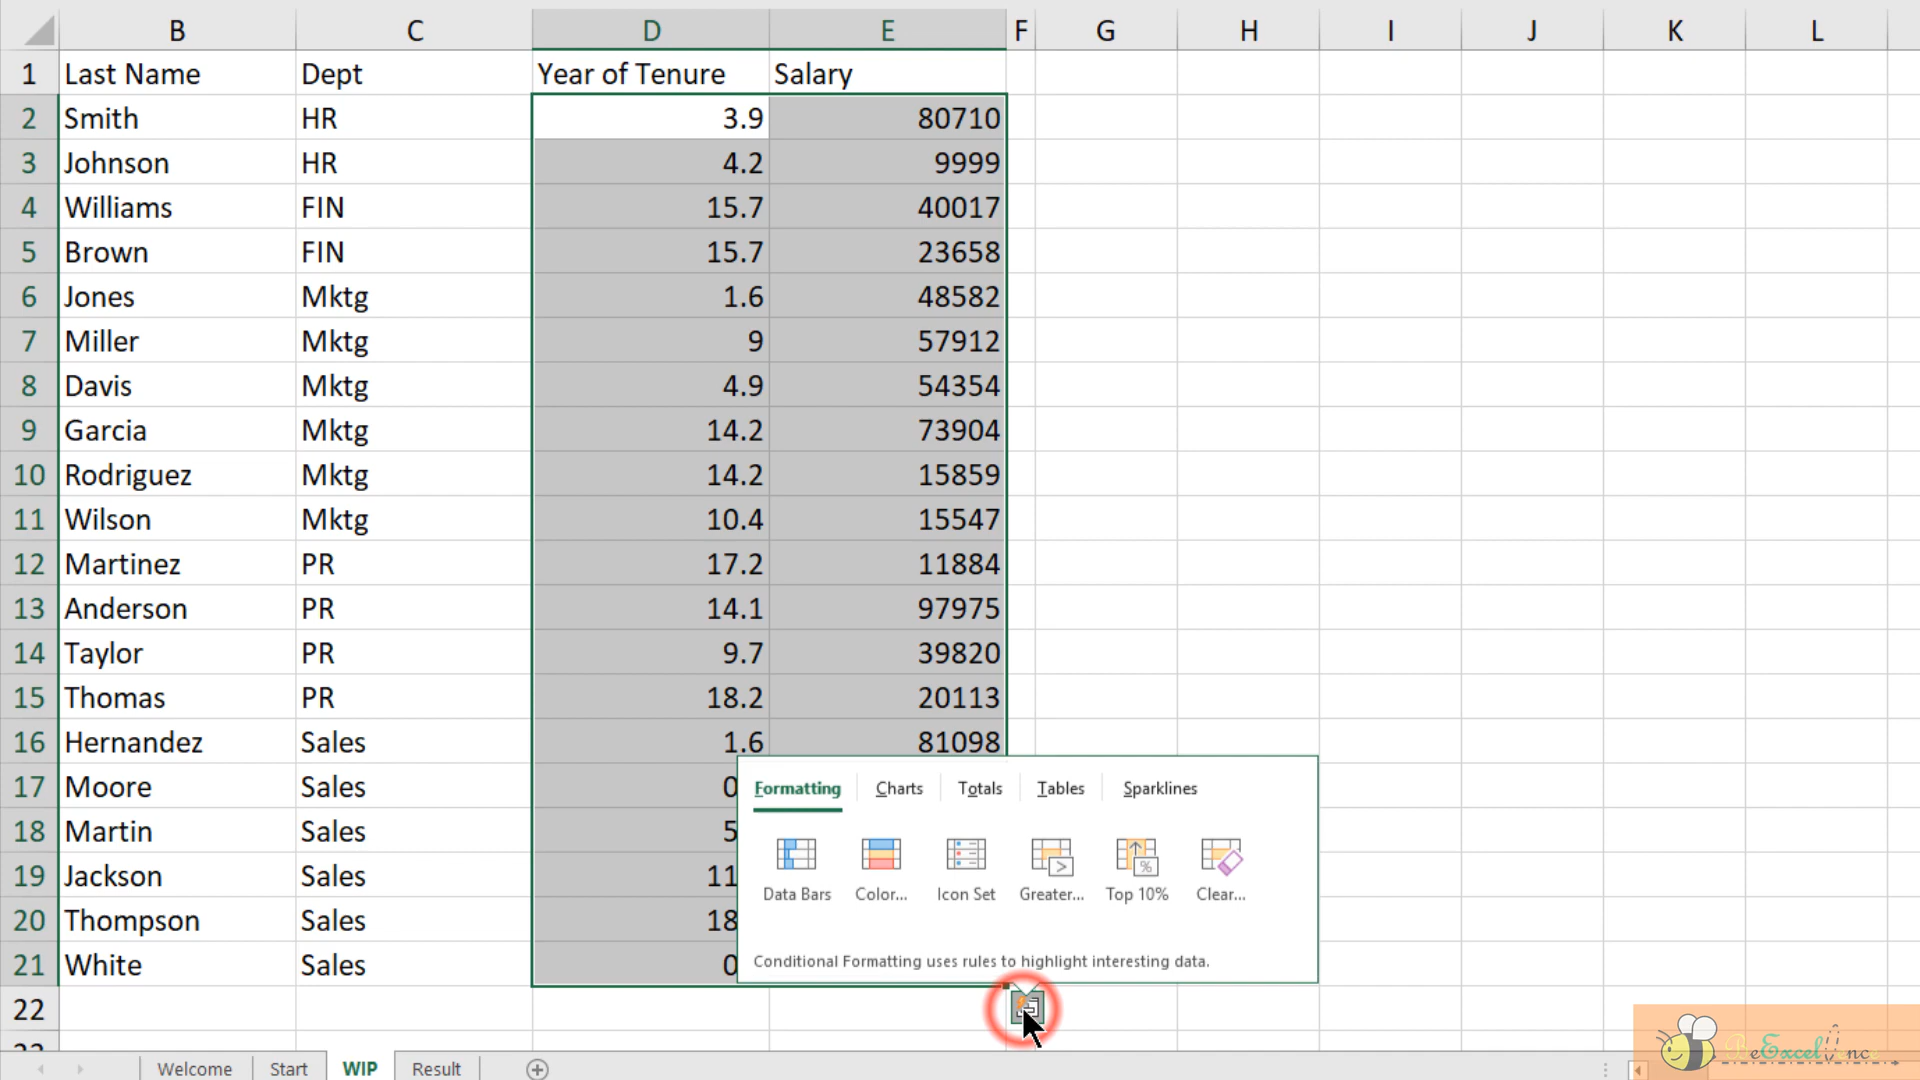 B C D E F G H I J K L
1 Last Name Dept Year of Tenure Salary
2 Smith HR 3.9 80710
3 Johnson HR 4.2 9999
4 Williams FIN 15.7 40017
5 Brown FIN 15.7 23658
6 Jones Mktg 1.6 48582
7 Miller Mktg 9 57912
8 Davis Mktg 4.9 54354
9 Garcia Mktg 14.2 73904
10 Rodriguez Mktg 14.2 15859
11 Wilson Mktg 10.4 15547
12 Martinez PR 17.2 11884
13 Anderson PR 14.1 97975
14 Taylor PR 9.7 39820
15 Thomas PR 18.2 20113
16 Hernandez Sales 1.6 81098
17 Moore Sales 0
18 Martin Sales 5
19 Jackson Sales 11
20 Thompson Sales 18
21 White Sales 0
Formatting Charts Totals Tables Sparklines
Data Bars Color... Icon Set Greater... Top 10% Clear...
Conditional Formatting uses rules to highlight interesting data.
22
Welcome Start WIP Result